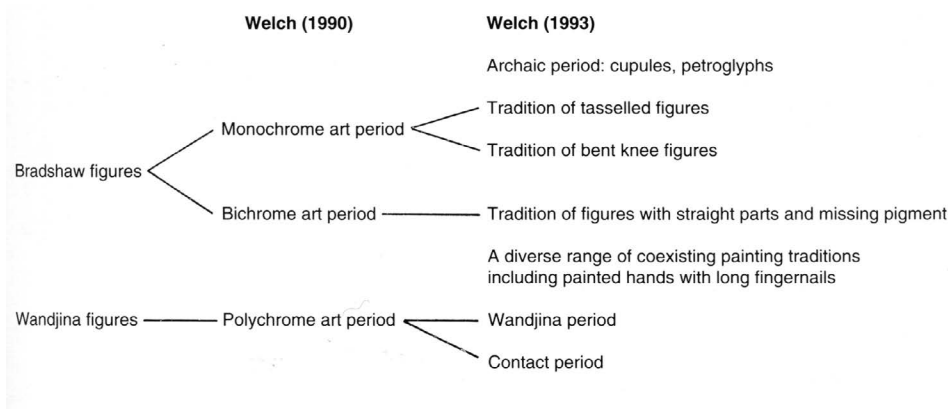 Welch (1990)
Welch (1993)
Archaic period: cupules, petroglyphs
Tradition of tasselled figures
Monochrome art period
Tradition of bent knee figures
Bradshaw figures
Bichrome art period
Tradition of figures with straight parts and missing pigment
A diverse range of coexisting painting traditions
including painted hands with long fingernails
Wandjina figures
Polychrome art period
Wandjina period
Contact period